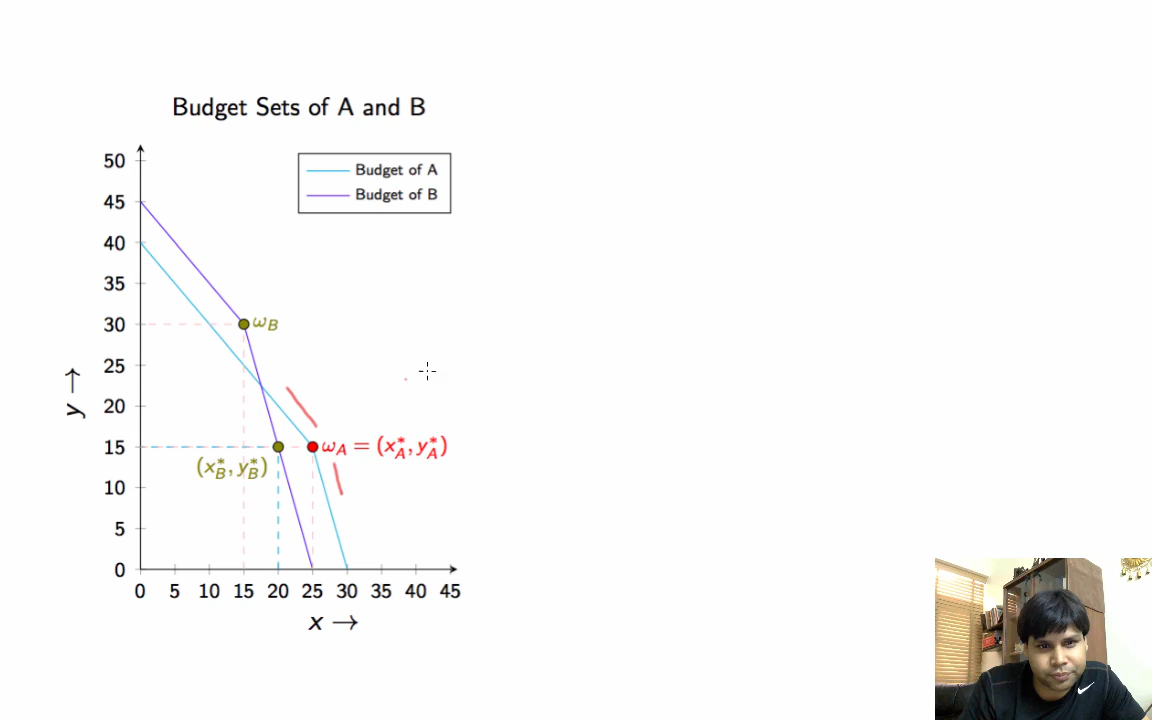 Budget Sets of A and B
50
45
40
35
30
25
20
15
10
5
0
y →
Budget of A
Budget of B
ω_B
ω_A = (x*_A, y*_A)
(x*_B, y*_B)
0 5 10 15 20 25 30 35 40 45
x →